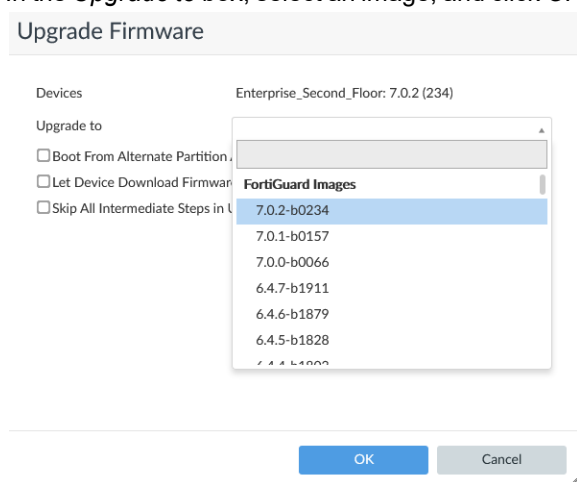 Upgrade Firmware
Devices
Enterprise_Second_Floor: 7.0.2 (234)
Upgrade to
Boot From Alternate Partition
Let Device Download
Skip All Intermediate Steps in
FortiGuard Images
7.0.2-b0234
7.0.1-b0157
7.0.0-b0066
6.4.7-b1911
6.4.6-b1879
6.4.5-b1828
OK
Cancel